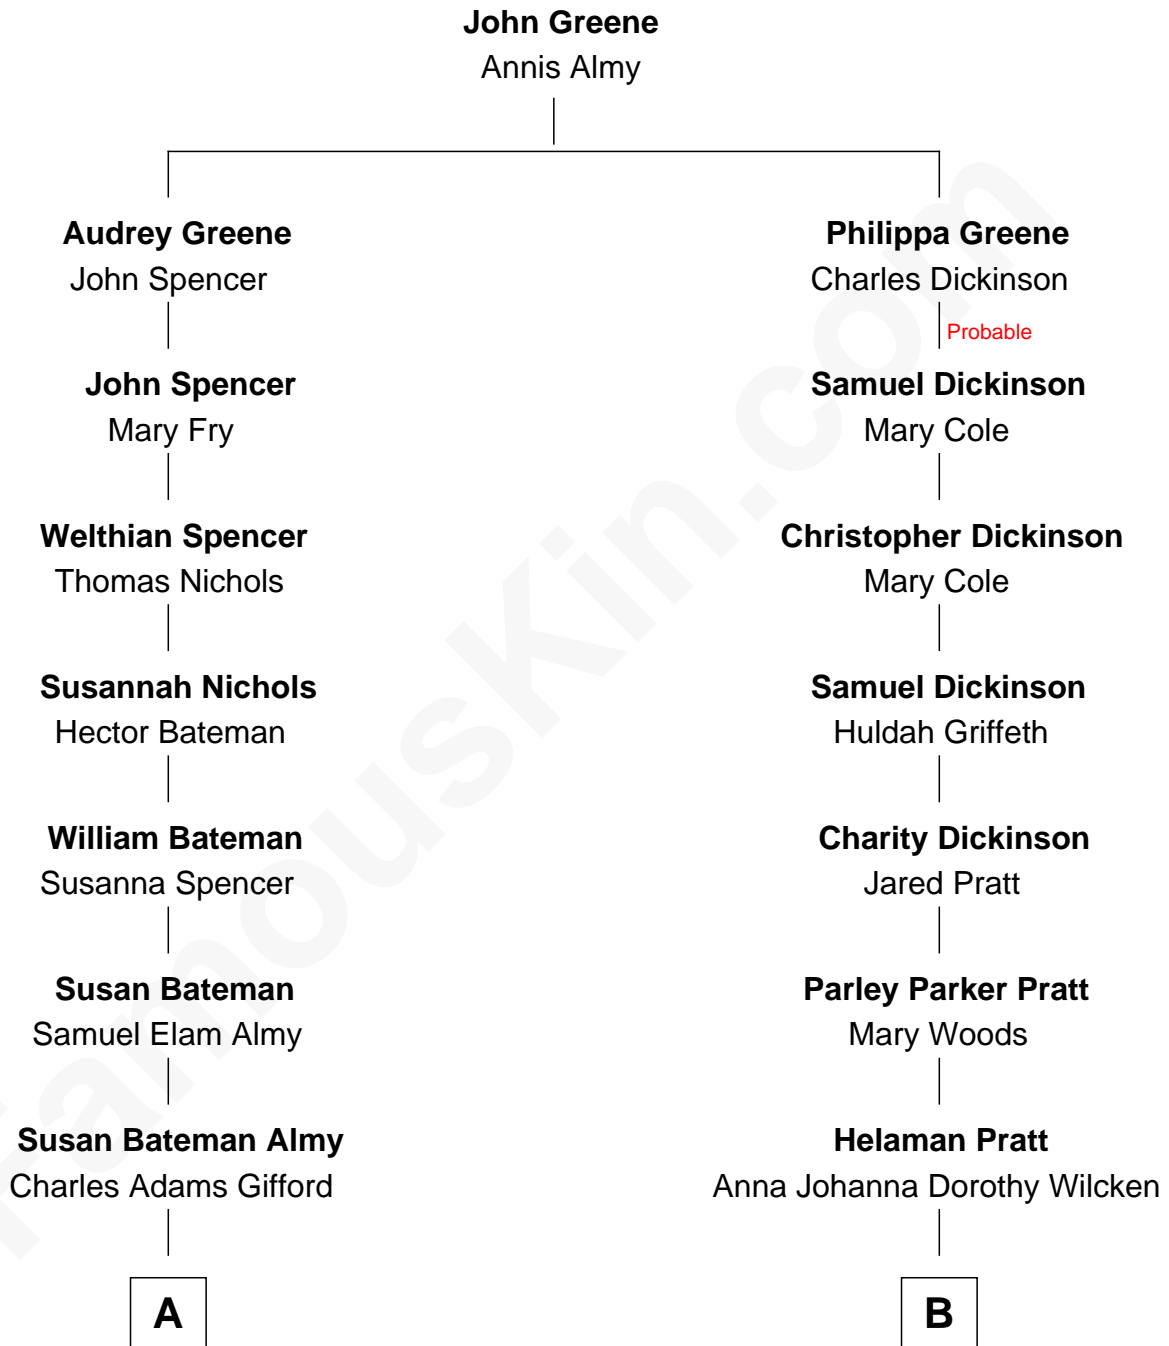 John Greene
Annis Almy
Audrey Greene
John Spencer
Philippa Greene
Charles Dickinson
Probable
John Spencer
Mary Fry
Samuel Dickinson
Mary Cole
Welthian Spencer
Thomas Nichols
Christopher Dickinson
Mary Cole
Susannah Nichols
Hector Bateman
Samuel Dickinson
Huldah Griffeth
William Bateman
Susanna Spencer
Charity Dickinson
Jared Pratt
Susan Bateman
Samuel Elam Almy
Parley Parker Pratt
Mary Woods
Susan Bateman Almy
Charles Adams Gifford
Helaman Pratt
Anna Johanna Dorothy Wilcken
A
B
FamousKin.com